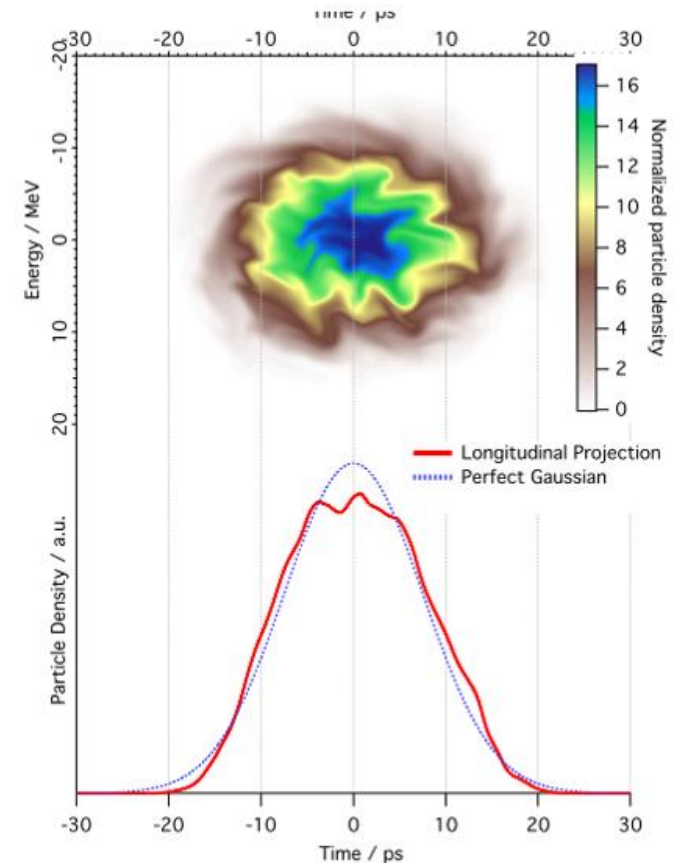 Time / ps
-30 -20 -10 0 10 20 30
-20
-10
0
10
20
Energy / MeV
16
14
12
10
8
6
4
2
0
Normalized particle density
Longitudinal Projection
Perfect Gaussian
Particle Density / a.u.
-30 -20 -10 0 10 20 30
Time / ps